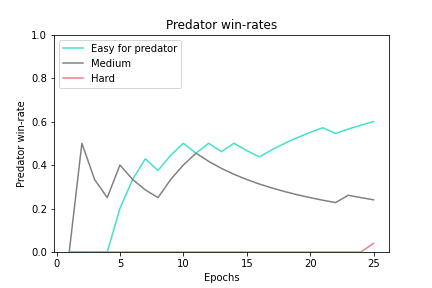 Predator win-rates
1.0
0.8
0.6
0.4
0.2
0.0
Predator win-rate
Easy for predator
Medium
Hard
0
5
10
15
20
25
Epochs